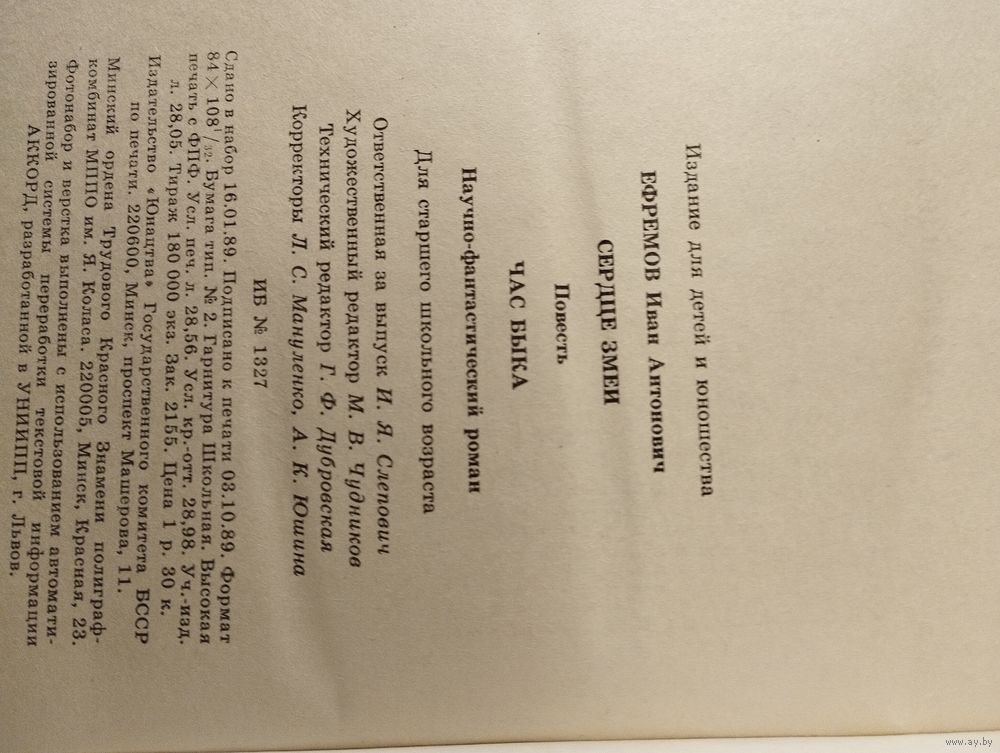 Издание для детей и юношества
ЕФРЕМОВ Иван Антонович
СЕРДЦЕ ЗМЕИ
Повесть
ЧАС БЫКА
Научно-фантастический роман
Для старшего школьного возраста
Ответственная за выпуск И. Я. Слепович
Художественный редактор М. В. Чудников
Технический редактор Г. Ф. Дубровская
Корректоры Л. С. Мануленко, А. К. Юшина
ИБ № 1327
Сдано в набор 16.01.89. Подписано к печати 03.10.89. Формат
84 × 108¹/₃₂. Бумага тип. № 2. Гарнитура Школьная. Высокая
печать с ФПФ. Усл. печ. л. 28,56. Усл. кр.-отт. 28,98. Уч.-изд.
л. 28,05. Тираж 180 000 экз. Зак. 2155. Цена 1 р. 30 к.
Издательство «Юнацтва» Государственного комитета БССР
по печати. 220600, Минск, проспект Машерова, 11.
Минский ордена Трудового Красного Знамени полиграф-
комбинат МППО им. Я. Коласа. 220005, Минск, Красная, 23.
Фотонабор и верстка выполнены с использованием автомати-
зированной системы переработки текстовой информации
АККОРД, разработанной в УНИИПП, г. Львов.
www.ay.by